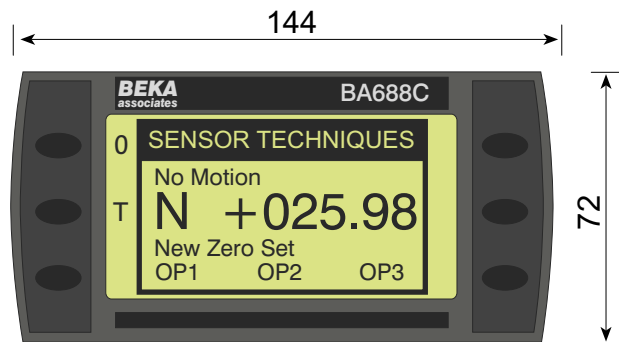 144
BEKA
associates
BA688C
0
SENSOR TECHNIQUES
No Motion
T
N +025.98
New Zero Set
OP1 OP2 OP3
72